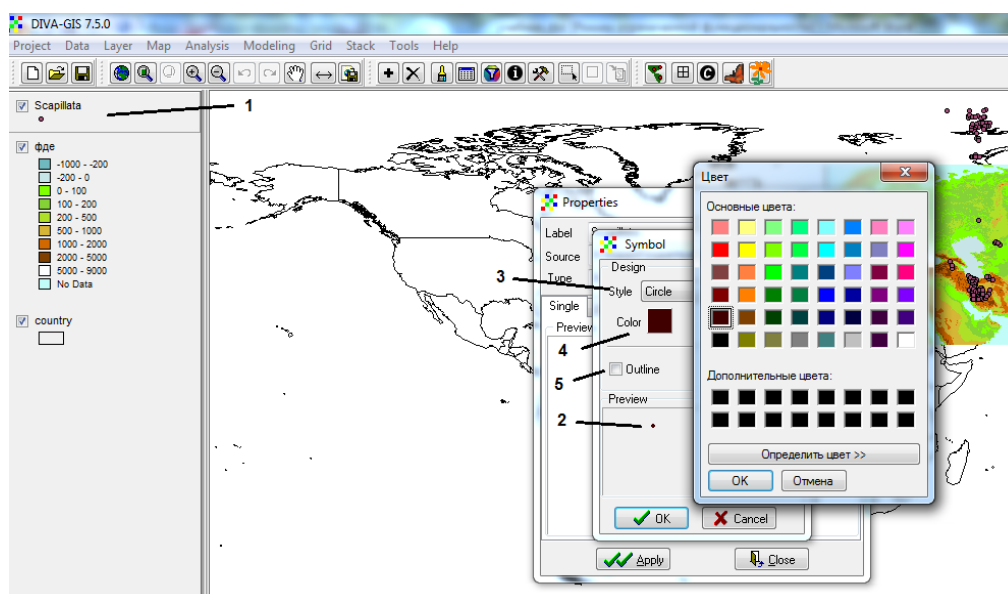 DIVA-GIS 7.5.0
Project Data Layer Map Analysis Modeling Grid Stack Tools Help
Scapillata
1
фде
-1000 - -200
-200 - 0
0 - 100
100 - 200
200 - 500
500 - 1000
1000 - 2000
2000 - 5000
5000 - 9000
No Data
country
Properties
Label
Source
Type
Single
Preview
Apply
Close
Symbol
Design
3
Style Circle
Color
4
Outline
5
Preview
2
OK
Cancel
Цвет
Основные цвета:
Дополнительные цвета:
Определить цвет >>
OK
Отмена